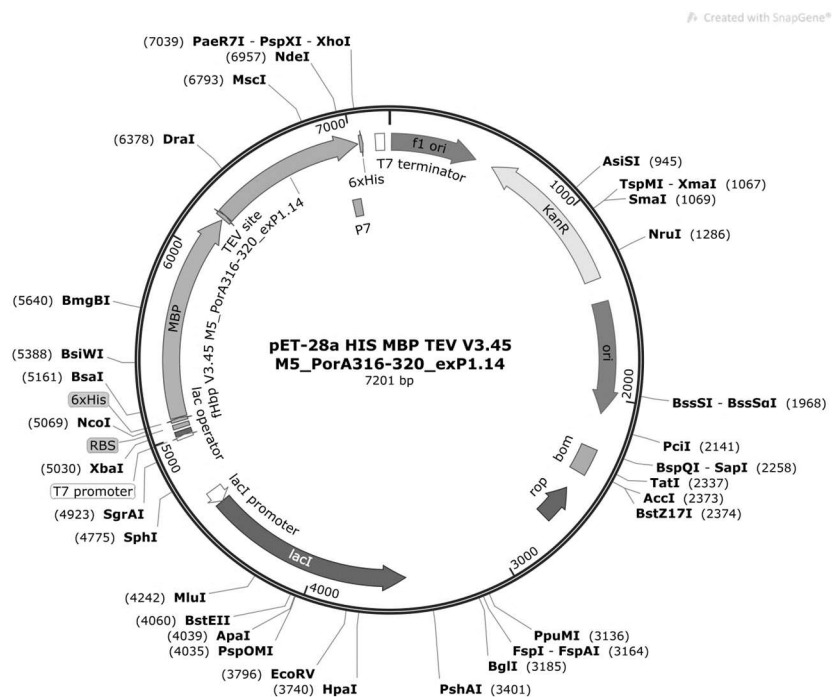 Created with SnapGene®
(7039) PaeR7I - PspXI - XhoI
(6957) NdeI
(6793) MscI
(6378) DraI
(5640) BmgBI
(5388) BsiWI
(5161) BsaI
6xHis
(5069) NcoI
RBS
(5030) XbaI
T7 promoter
(4923) SgrAI
(4775) SphI
(4242) MluI
(4060) BstEII
(4039) ApaI
(4035) PspOMI
(3796) EcoRV
(3740) HpaI
AsiSI (945)
TspMI - XmaI (1067)
SmaI (1069)
NruI (1286)
BssSI - BssSαI (1968)
PciI (2141)
BspQI - SapI (2258)
TatI (2337)
AccI (2373)
BstZ17I (2374)
PpuMI (3136)
FspI - FspAI (3164)
BglI (3185)
PshAI (3401)
7000
1000
2000
3000
4000
5000
6000
f1 ori
T7 terminator
6xHis
P7
KanR
ori
bom
rop
lacI
lacI promoter
lac operator
MBP
TEV site
fHbp V3.45 M5_PorA316-320_exP1.14
pET-28a HIS MBP TEV V3.45
M5_PorA316-320_exP1.14
7201 bp